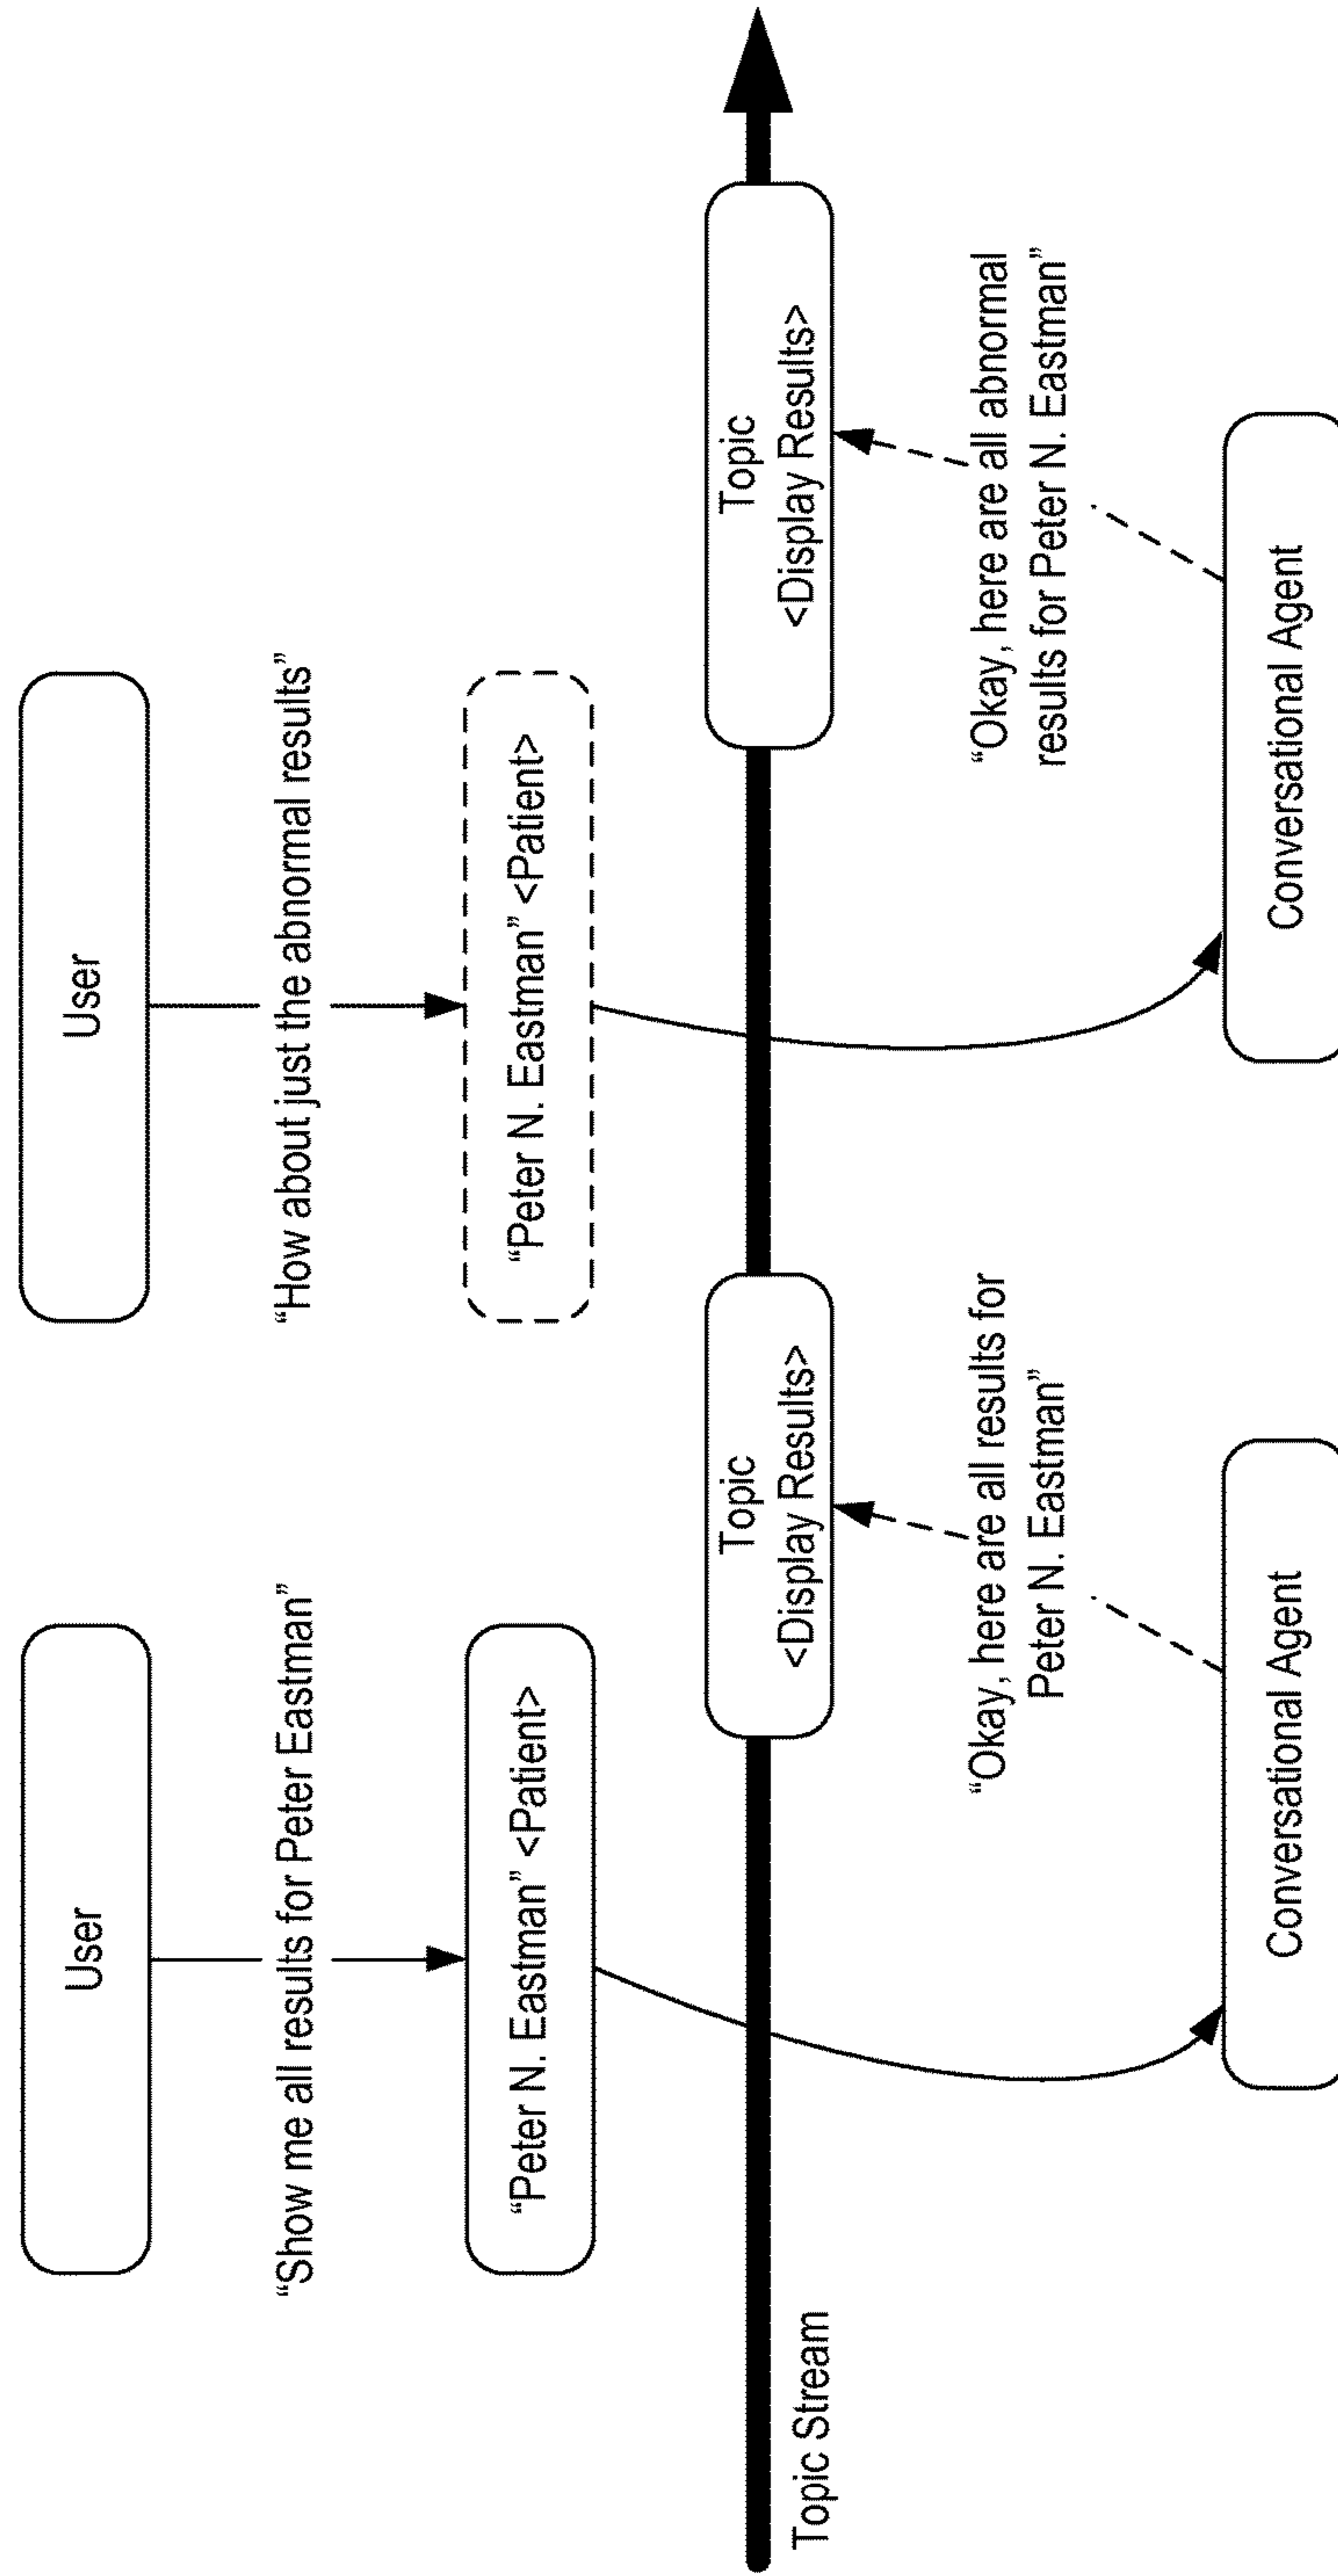 User
“Show me all results for Peter Eastman”
“Peter N. Eastman” <Patient>
Topic Stream
Topic
<Display Results>
“Okay, here are all results for
Peter N. Eastman”
Conversational Agent
User
“How about just the abnormal results”
“Peter N. Eastman” <Patient>
Topic
<Display Results>
“Okay, here are all abnormal
results for Peter N. Eastman”
Conversational Agent